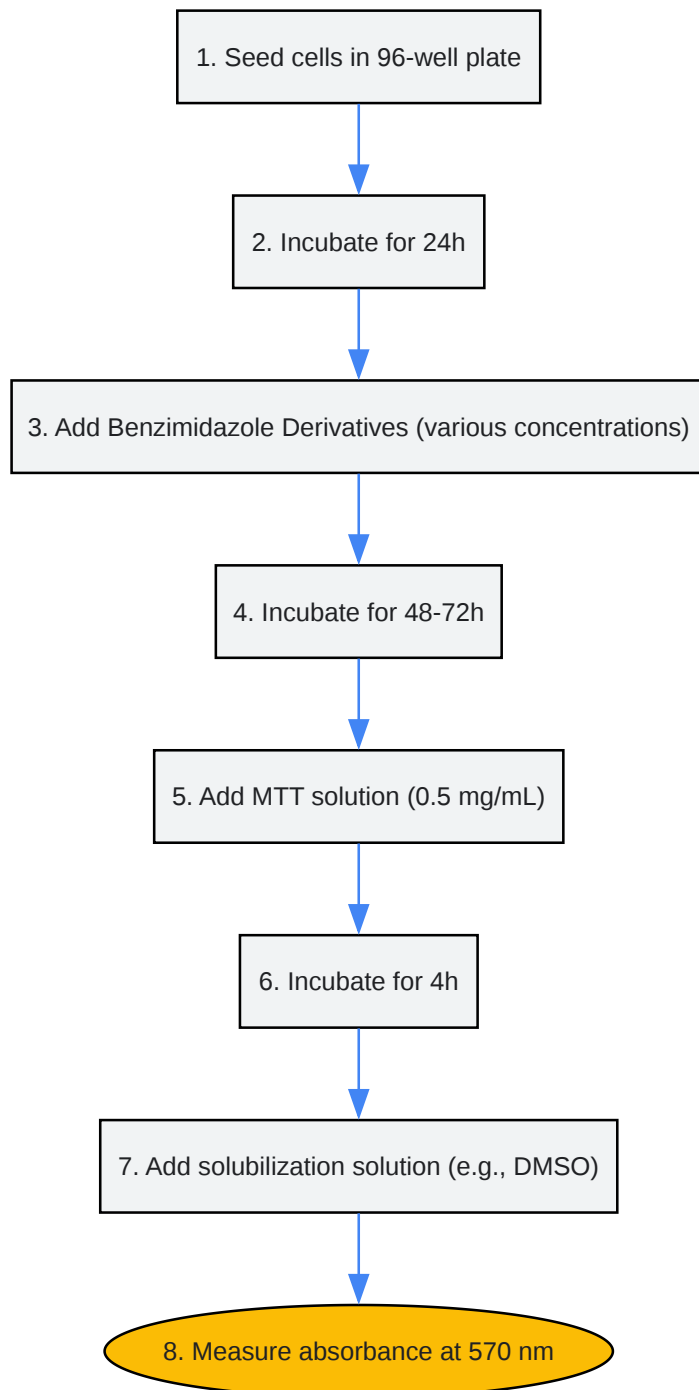 1. Seed cells in 96-well plate
2. Incubate for 24h
3. Add Benzimidazole Derivatives (various concentrations)
4. Incubate for 48-72h
5. Add MTT solution (0.5 mg/mL)
6. Incubate for 4h
7. Add solubilization solution (e.g., DMSO)
8. Measure absorbance at 570 nm